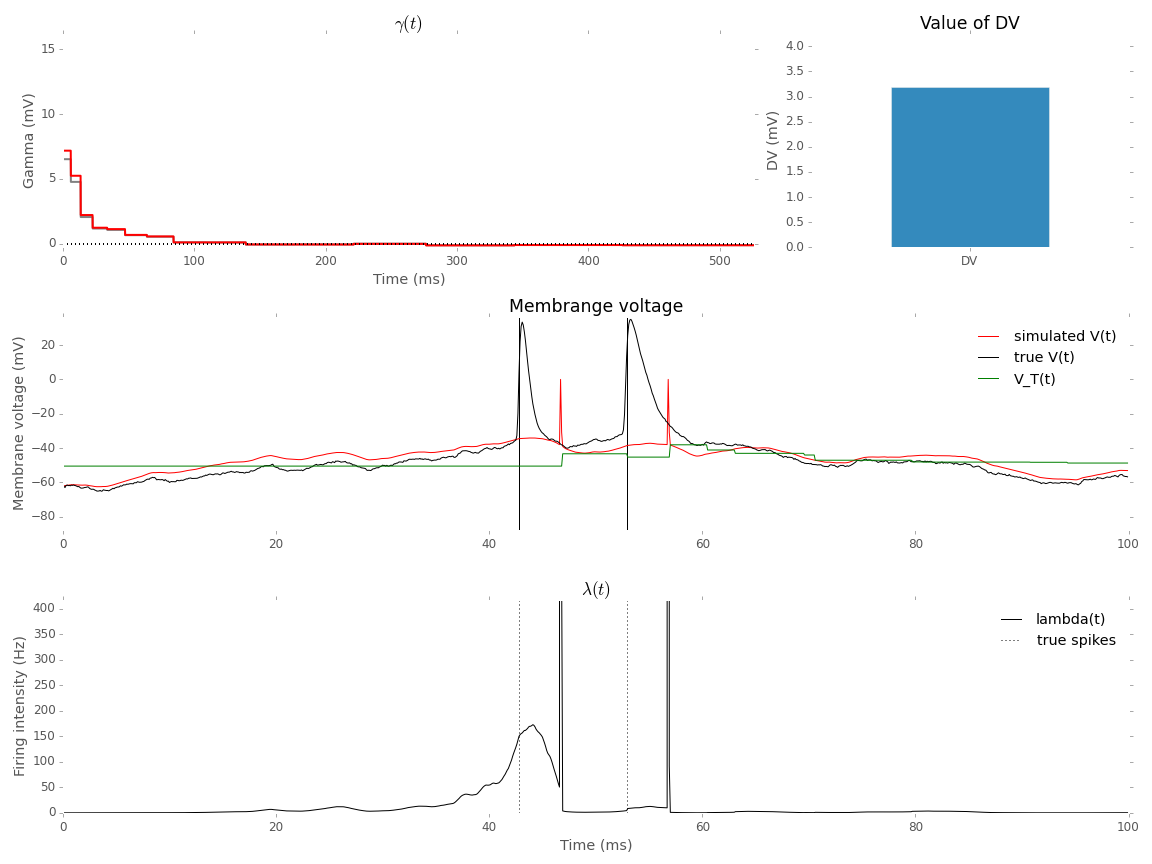 γ(t)
15
10
5
0
Gamma (mV)
0 100 200 300 400 500
Time (ms)
Value of DV
4.0
3.5
3.0
2.5
2.0
1.5
1.0
0.5
0.0
DV (mV)
DV
Membrange voltage
20
0
−20
−40
−60
−80
Membrane voltage (mV)
simulated V(t)
true V(t)
V_T(t)
0 20 40 60 80 100
λ(t)
400
350
300
250
200
150
100
50
0
Firing intensity (Hz)
lambda(t)
true spikes
0 20 40 60 80 100
Time (ms)